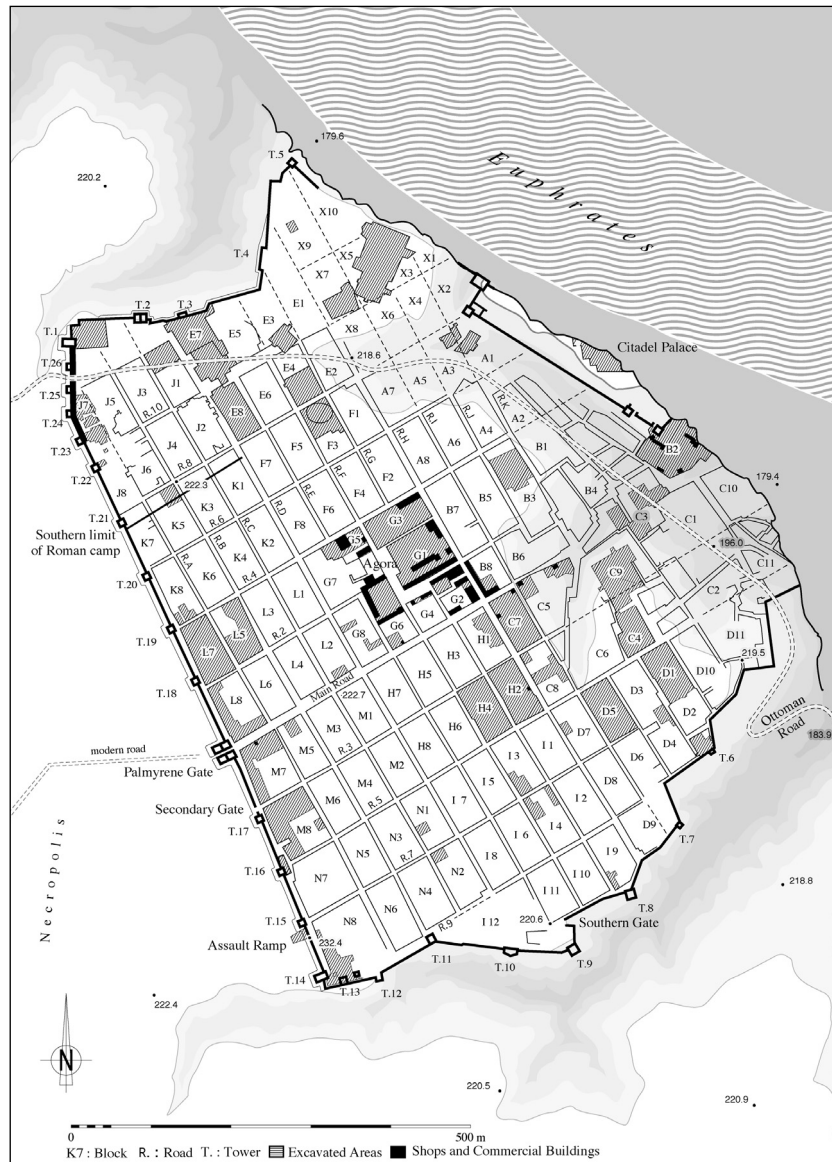 179.6
T.5
220.2
Euphrates
X10
T.4
X9
X5
X1
X3
X7
X2
X4
T.2
T.3
E1
X6
T.1
E7
E5
E3
X8
Citadel Palace
A1
218.6
T.26
E4
E2
A3
J1
J3
A5
T.25
J5
E6
A7
R.K
J7
R.10
E8
F1
R.I
R.J
A2
T.24
J2
F3
R.H
A4
B1
J4
F5
A6
B2
T.23
R.G
J6
F7
R.F
F2
A8
R.8
T.22
222.3
R.E
F4
B5
B4
179.4
J8
K1
R.D
F6
B3
C10
K3
G3
B7
K5
R.C
F8
C3
C1
T.21
R.6
K2
Southern limit
of Roman camp
K7
R.B
G5
G1
196.0
R.A
K4
B6
Agora
B8
C11
K6
R.4
C9
T.20
L1
G7
K8
G2
C2
L3
G4
C5
T.19
L5
R.2
G6
C7
L7
L2
G8
H1
C4
D11
L4
H3
C6
219.5
T.18
L6
Main Road
H5
D1
D10
L8
222.7
H7
H2
C8
D3
M1
H4
D5
D2
M3
H6
D7
Ottoman
Road
modern road
M5
R.3
183.9
M7
M2
H8
I 3
I 1
D4
T.6
Palmyrene Gate
M4
I 5
D6
M6
R.5
I 7
D8
Secondary Gate
N1
I 2
T.17
M8
N3
I 6
I 4
D9
T.7
N5
R.7
I 8
I 9
T.16
N7
N2
I 10
218.8
Necropolis
N4
I 11
T.8
N6
T.15
N8
R.9
I 12
220.6
Southern Gate
Assault Ramp
232.4
T.11
T.10
T.9
T.14
T.13
T.12
222.4
N
220.5
220.9
0
500 m
K7 : Block R. : Road T. : Tower Excavated Areas Shops and Commercial Buildings